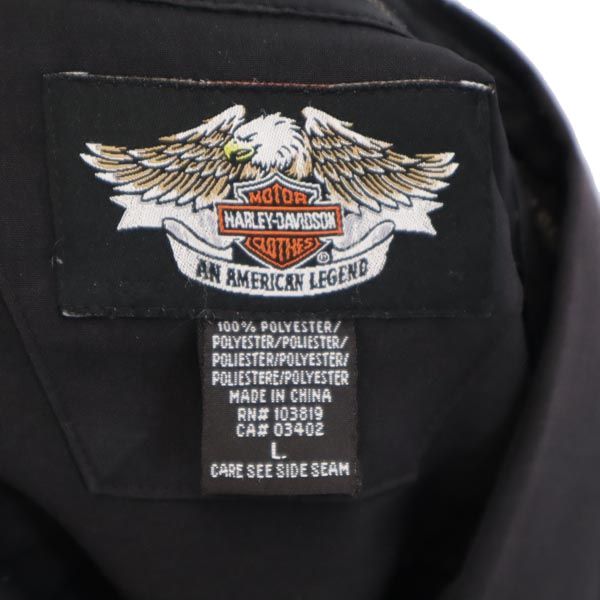 MOTOR
HARLEY-DAVIDSON
CLOTHES
®
AN AMERICAN LEGEND
100% POLYESTER/
POLYESTER/POLIESTER/
POLIESTER/POLYESTER/
POLIESTERE/POLYESTER
MADE IN CHINA
RN# 103819
CA# 03402
L
CARE SEE SIDE SEAM